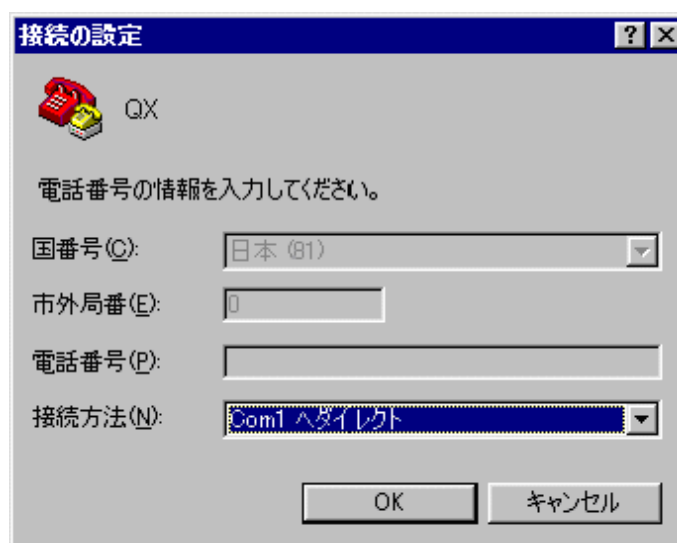 接続の設定
QX
電話番号の情報を入力してください。
国番号(C): 日本 (81)
市外局番(E): 0
電話番号(P):
接続方法(N): Com1 へダイレクト
OK キャンセル